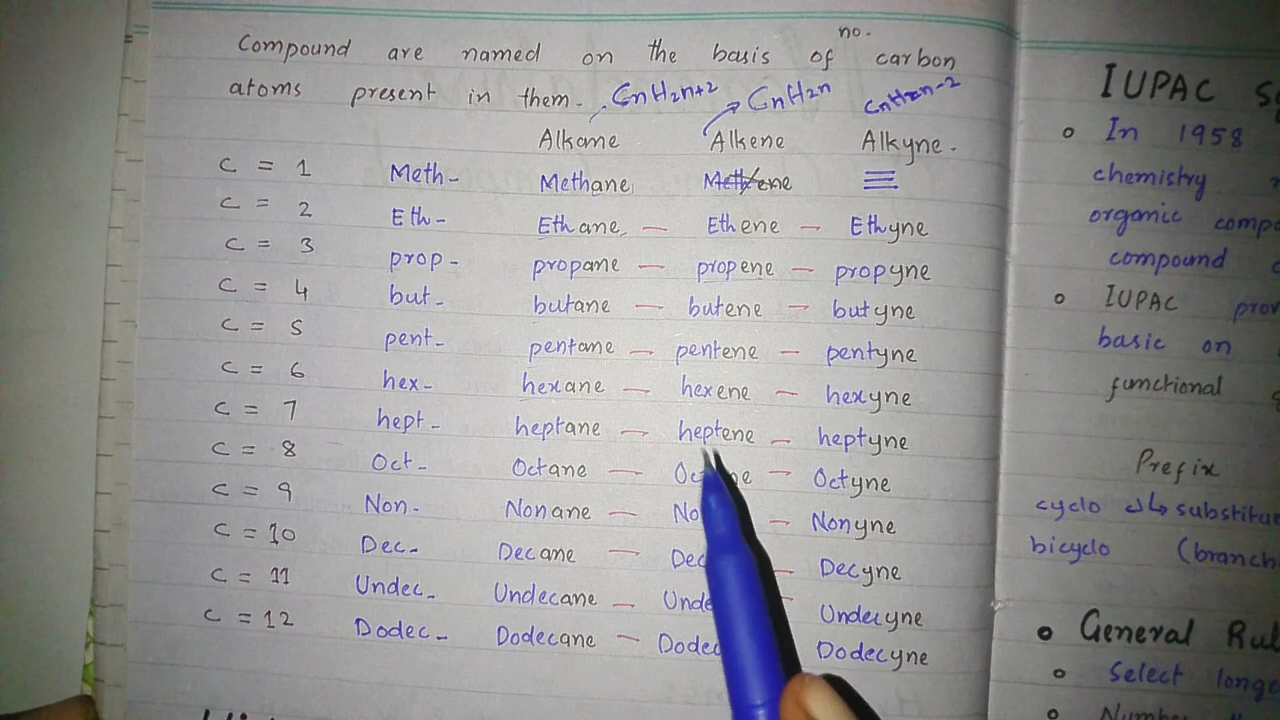 no.
Compound are named on the basis of carbon
atoms present in them. CnH2n+2 CnH2n CnH2n-2
Alkane Alkene Alkyne.
C = 1 Meth- Methane Methene
C = 2 Eth- Ethane — Ethene — Ethyne
C = 3 prop- propane — propene — propyne
C = 4 but- butane — butene — butyne
C = 5 pent- pentane — pentene — pentyne
C = 6 hex- hexane — hexene — hexyne
C = 7 hept- heptane — heptene — heptyne
C = 8 Oct- Octane — Oc ne — Octyne
C = 9 Non- Nonane — No — Nonyne
C = 10 Dec- Decane — Dec — Decyne
C = 11 Undec- Undecane — Unde — Undecyne
C = 12 Dodec- Dodecane — Dodec Dodecyne
IUPAC
In 1958
chemistry
organic comp
compound
IUPAC prov
basic on
functional
Prefix
cyclo ↲↳ substitue
bicyclo (branch
General Rul
Select longe